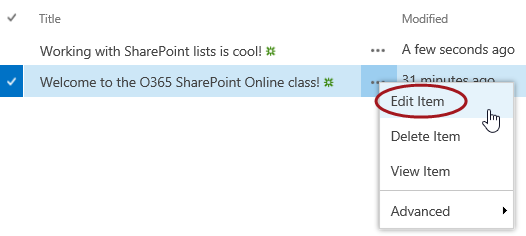 Title Modified
Working with SharePoint lists is cool! ... A few seconds ago
Welcome to the O365 SharePoint Online class! ... 31 minutes ago
Edit Item
Delete Item
View Item
Advanced